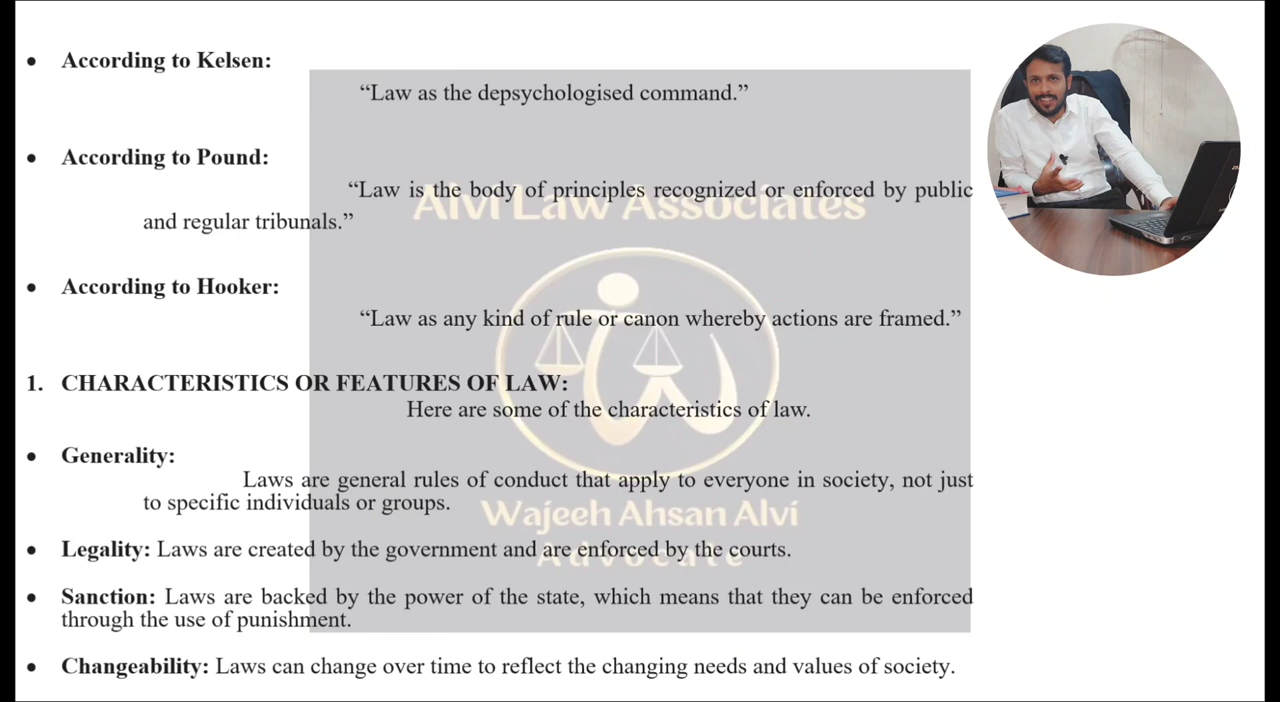 • According to Kelsen:
“Law as the depsychologised command.”
• According to Pound:
“Law is the body of principles recognized or enforced by public
and regular tribunals.”
• According to Hooker:
“Law as any kind of rule or canon whereby actions are framed.”
1. CHARACTERISTICS OR FEATURES OF LAW:
Here are some of the characteristics of law.
• Generality:
Laws are general rules of conduct that apply to everyone in society, not just
to specific individuals or groups.
• Legality: Laws are created by the government and are enforced by the courts.
• Sanction: Laws are backed by the power of the state, which means that they can be enforced
through the use of punishment.
• Changeability: Laws can change over time to reflect the changing needs and values of society.
Alvi Law Associates
Wajeeh Ahsan Alvi
Advocate